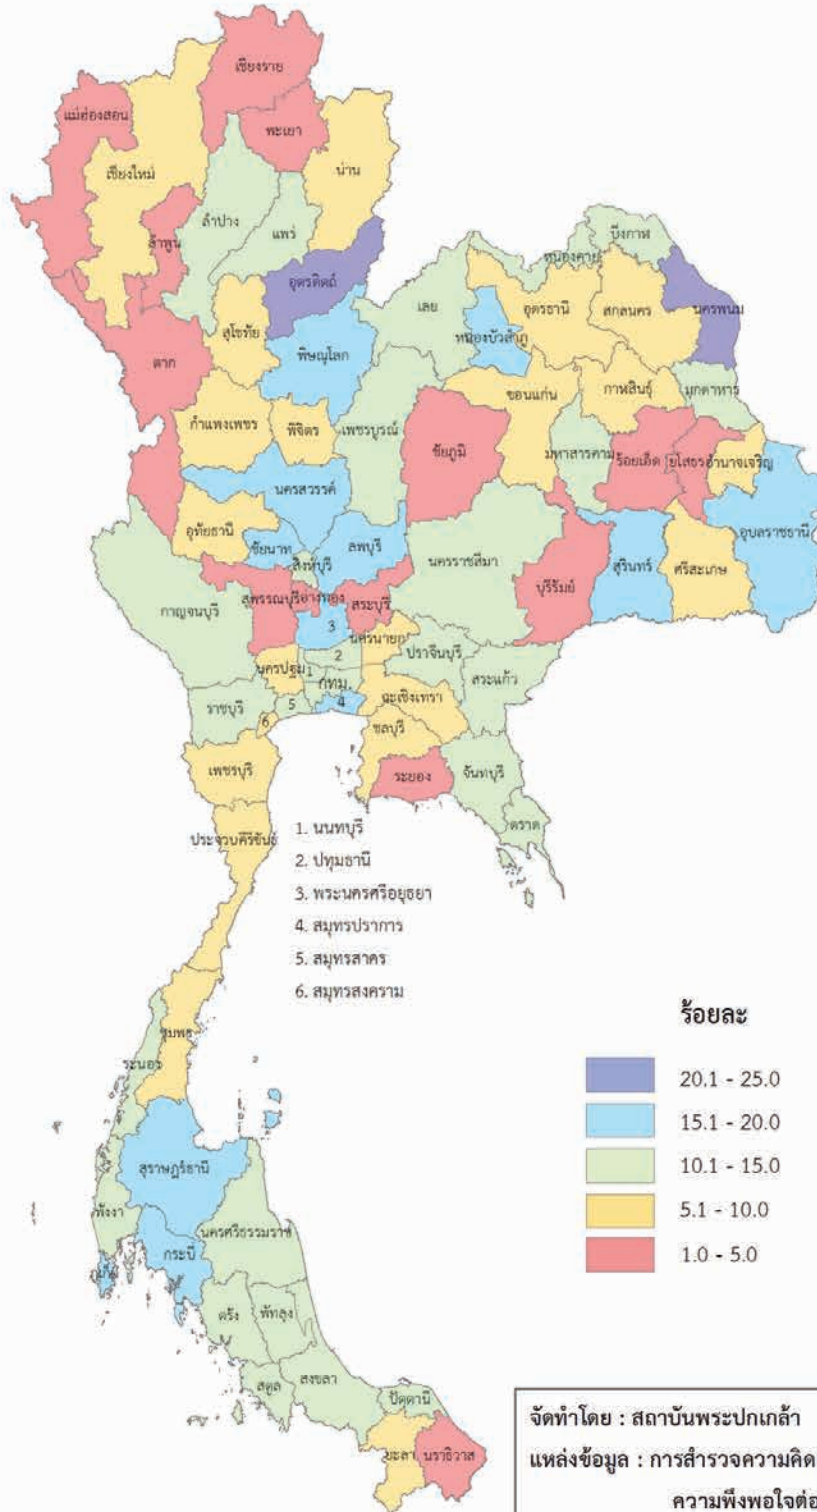 เชียงราย
แม่ฮ่องสอน
พะเยา
เชียงใหม่
น่าน
ลำปาง
แพร่
ลำพูน
บึงกาฬ
หนองคาย
อุตรดิตถ์
เลย
อุดรธานี
สกลนคร
นครพนม
สุโขทัย
หนองบัวลำภู
พิษณุโลก
ตาก
ขอนแก่น
กาฬสินธุ์
มุกดาหาร
กำแพงเพชร
พิจิตร
เพชรบูรณ์
ชัยภูมิ
มหาสารคาม
ร้อยเอ็ด
ยโสธร
อำนาจเจริญ
นครสวรรค์
อุทัยธานี
ชัยนาท
ลพบุรี
นครราชสีมา
อุบลราชธานี
สิงห์บุรี
บุรีรัมย์
สุรินทร์
ศรีสะเกษ
กาญจนบุรี
สุพรรณบุรี
อ่างทอง
สระบุรี
3
นครนายก
2
ปราจีนบุรี
นครปฐม
1
กทม.
สระแก้ว
ราชบุรี
5
4
ฉะเชิงเทรา
6
ชลบุรี
เพชรบุรี
ระยอง
จันทบุรี
ตราด
ประจวบคีรีขันธ์
1. นนทบุรี
2. ปทุมธานี
3. พระนครศรีอยุธยา
4. สมุทรปราการ
5. สมุทรสาคร
6. สมุทรสงคราม
ชุมพร
ระนอง
ร้อยละ
20.1 - 25.0
15.1 - 20.0
10.1 - 15.0
5.1 - 10.0
1.0 - 5.0
สุราษฎร์ธานี
พังงา
นครศรีธรรมราช
กระบี่
ภูเก็ต
ตรัง
พัทลุง
สตูล
สงขลา
ปัตตานี
ยะลา
นราธิวาส
จัดทำโดย : สถาบันพระปกเกล้า
แหล่งข้อมูล : การสำรวจความคิด
ความพึงพอใจต่อ